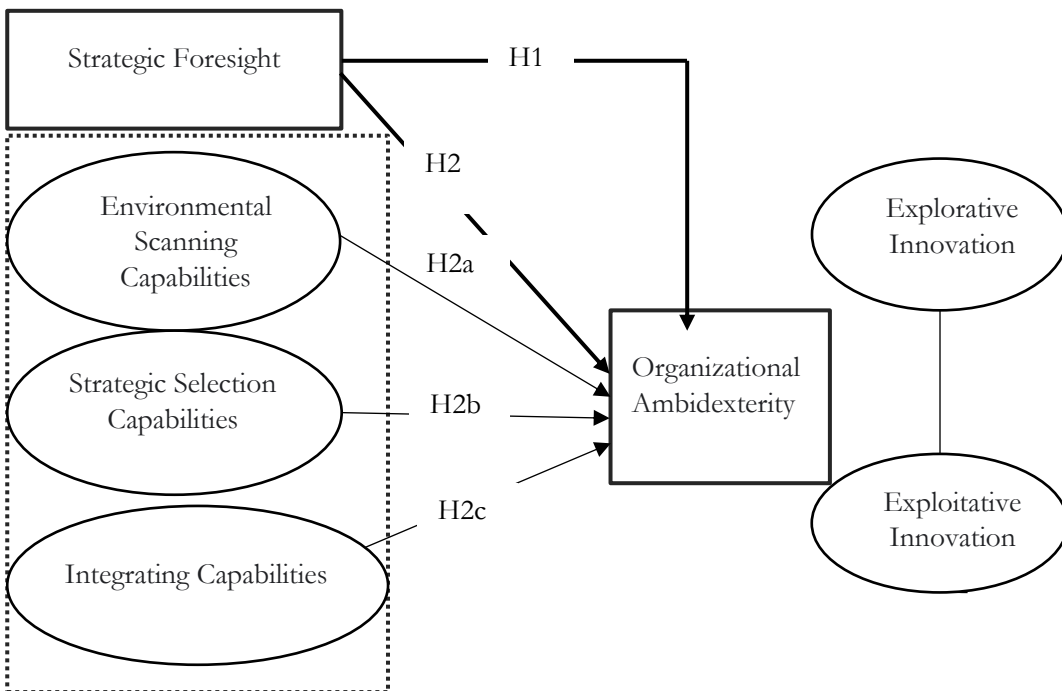 Strategic Foresight
H1
H2
Environmental
Scanning
Capabilities
H2a
Explorative
Innovation
Strategic Selection
Capabilities
H2b
Organizational
Ambidexterity
H2c
Exploitative
Innovation
Integrating Capabilities